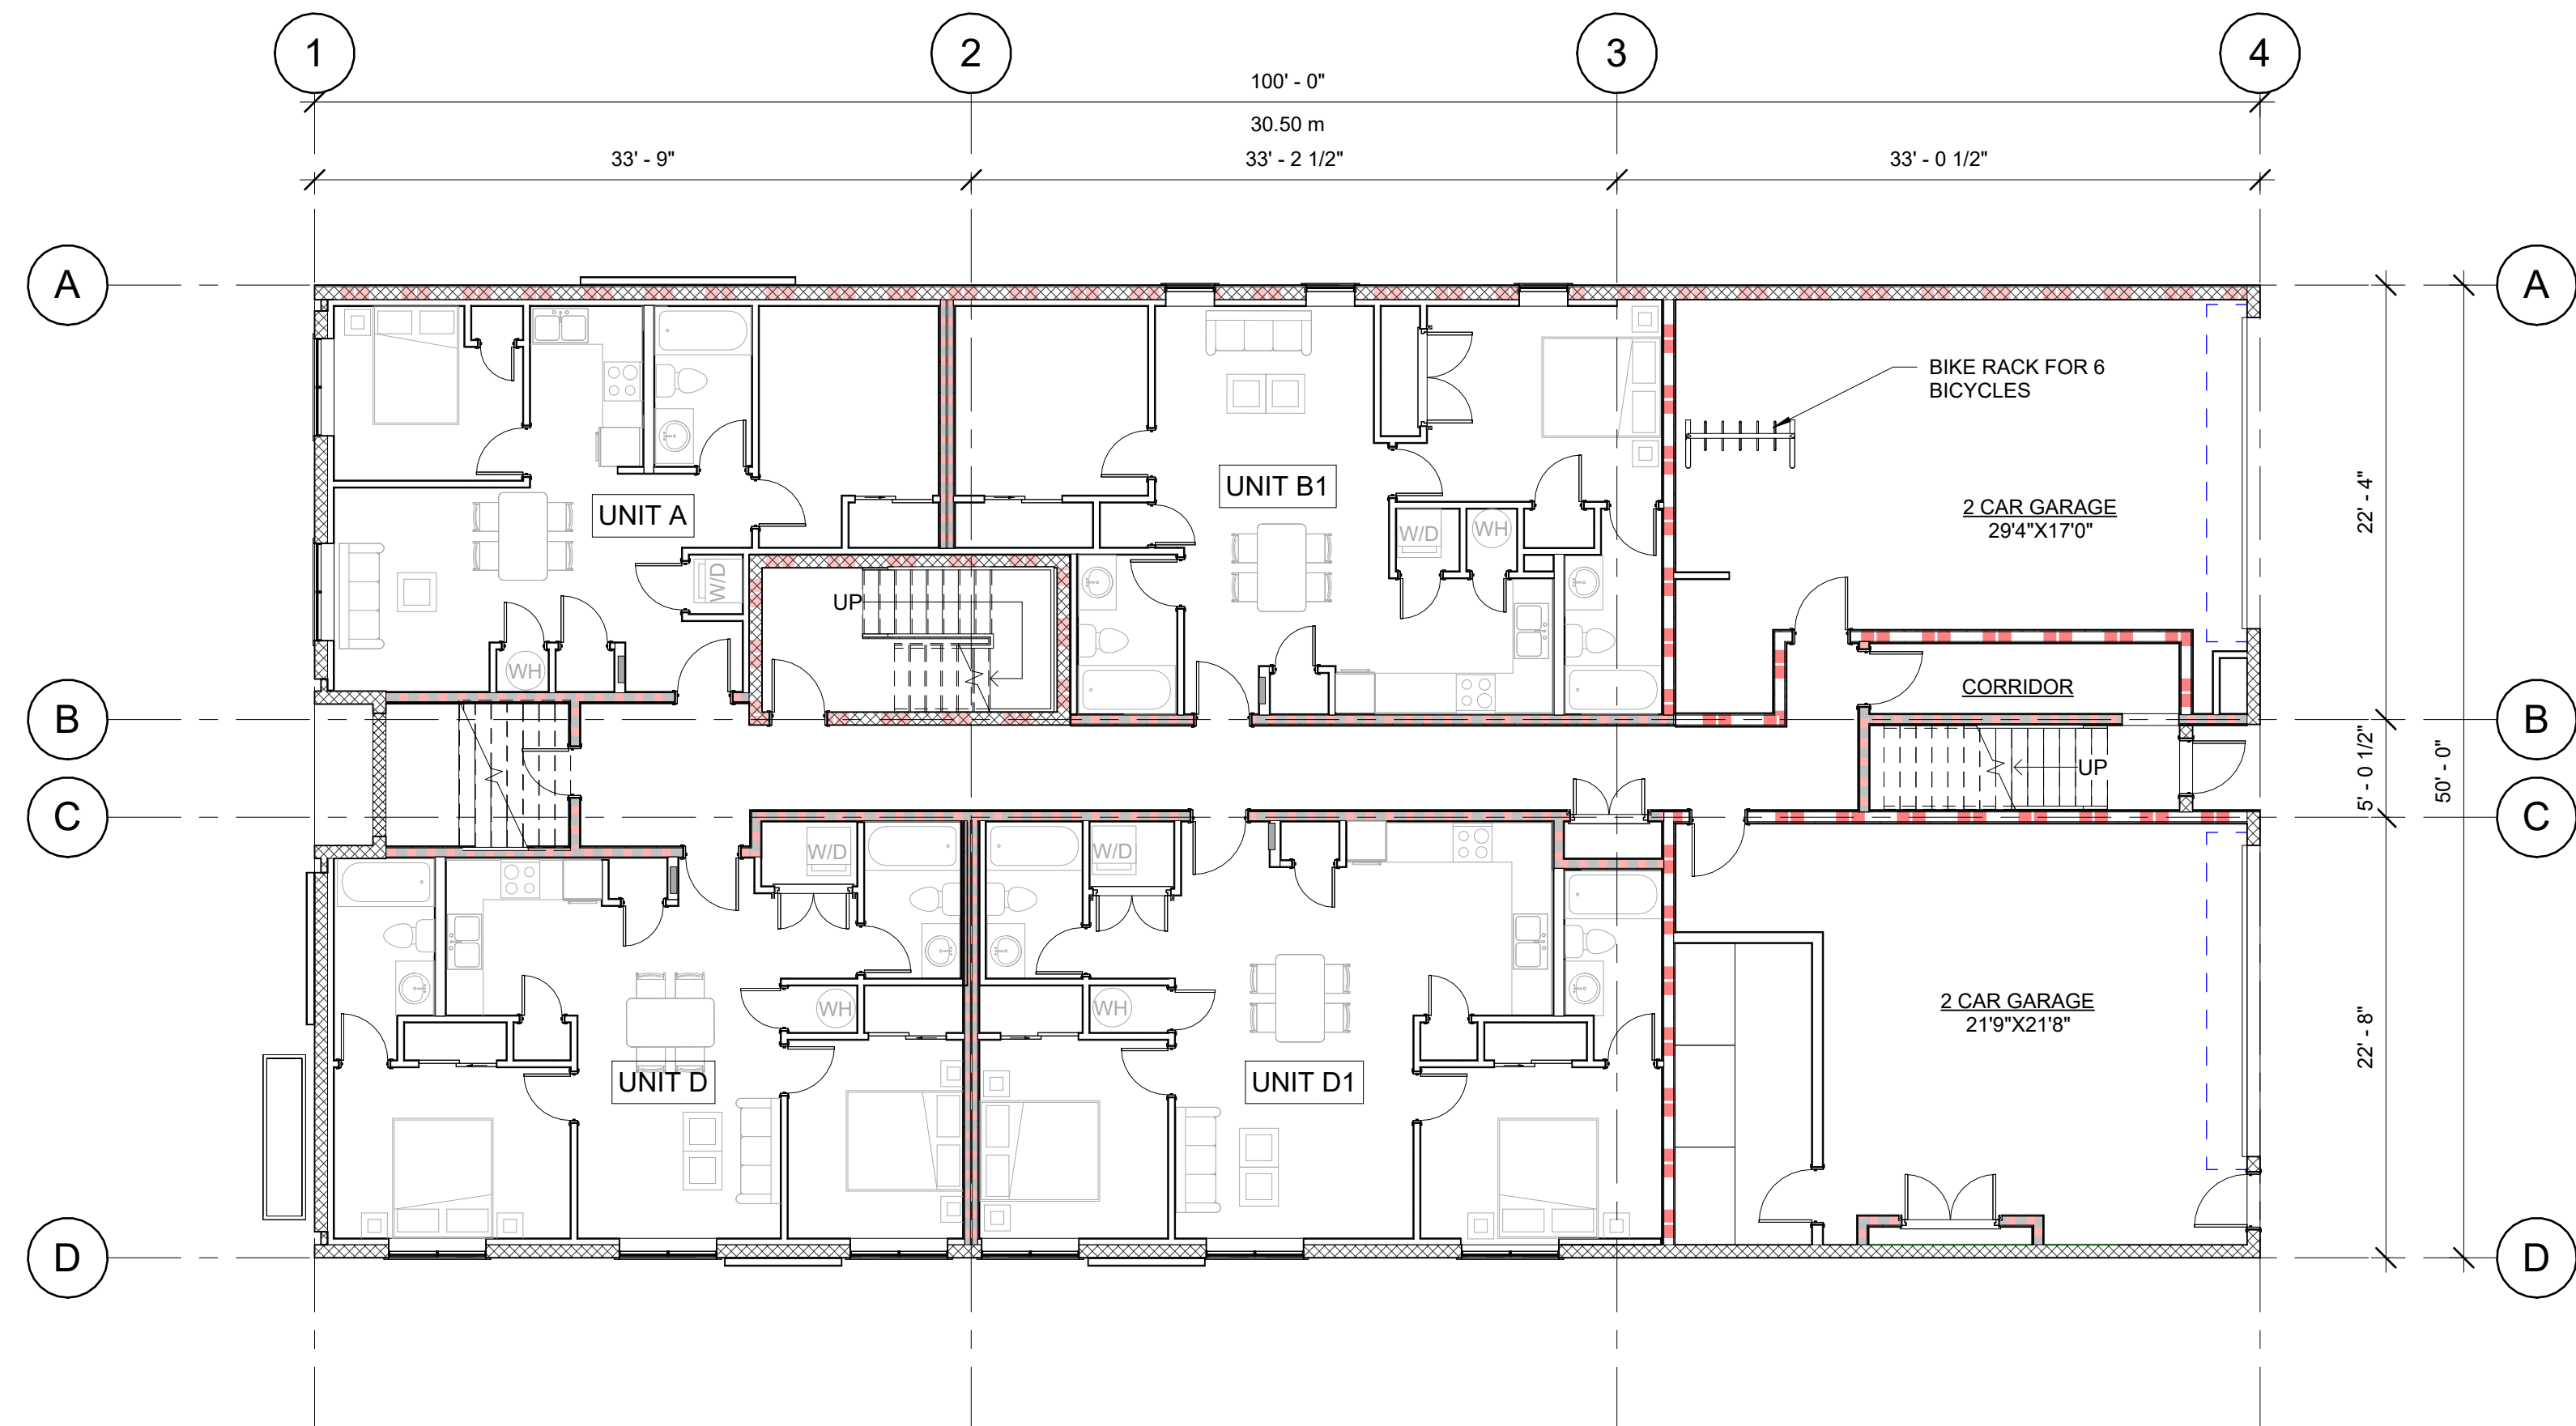 1
2
3
4
100' - 0"
30.50 m
33' - 9"
33' - 2 1/2"
33' - 0 1/2"
A
A
BIKE RACK FOR 6
BICYCLES
UNIT A
UNIT B1
2 CAR GARAGE
29'4"X17'0"
22' - 4"
W/D
WH
W/D
UP
WH
CORRIDOR
B
B
UP
5' - 0 1/2"
50' - 0"
C
C
W/D
W/D
WH
WH
2 CAR GARAGE
21'9"X21'8"
22' - 8"
UNIT D
UNIT D1
D
D